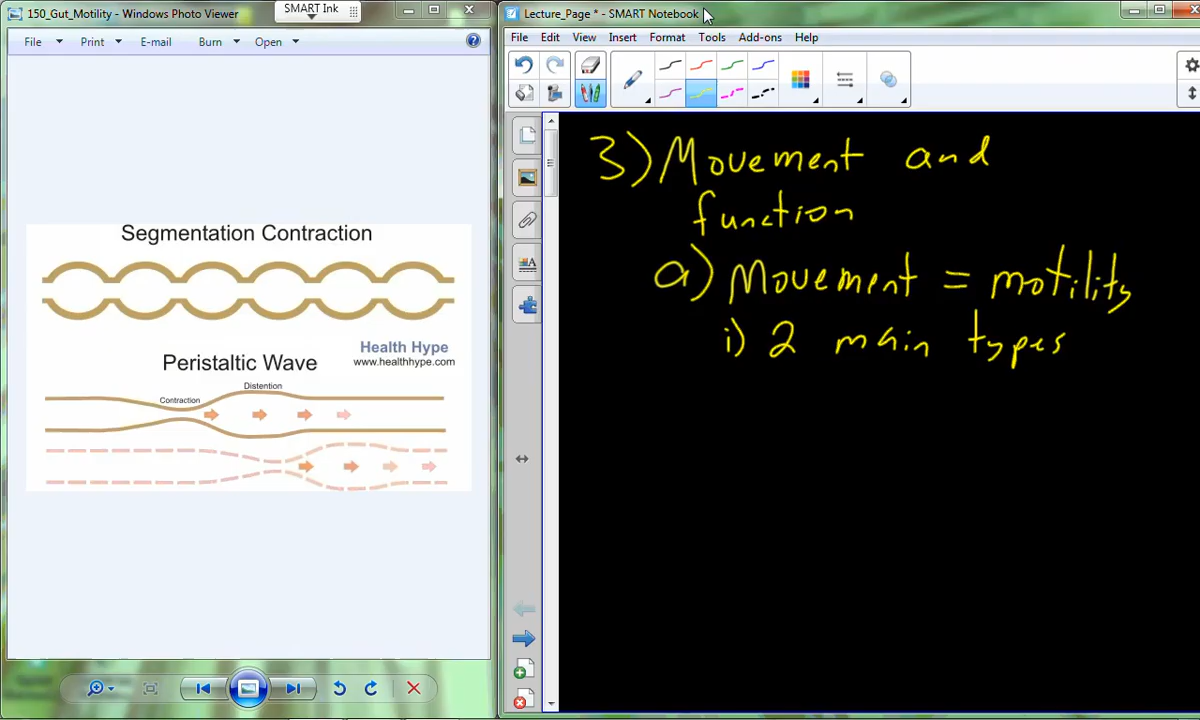 150_Gut_Motility - Windows Photo Viewer
SMART Ink
File Print E-mail Burn Open
Segmentation Contraction
Health Hype
www.healthhype.com
Peristaltic Wave
Distention
Contraction
Lecture_Page * - SMART Notebook
File Edit View Insert Format Tools Add-ons Help
3) Movement and
function
a) Movement = motility
i) 2 main types